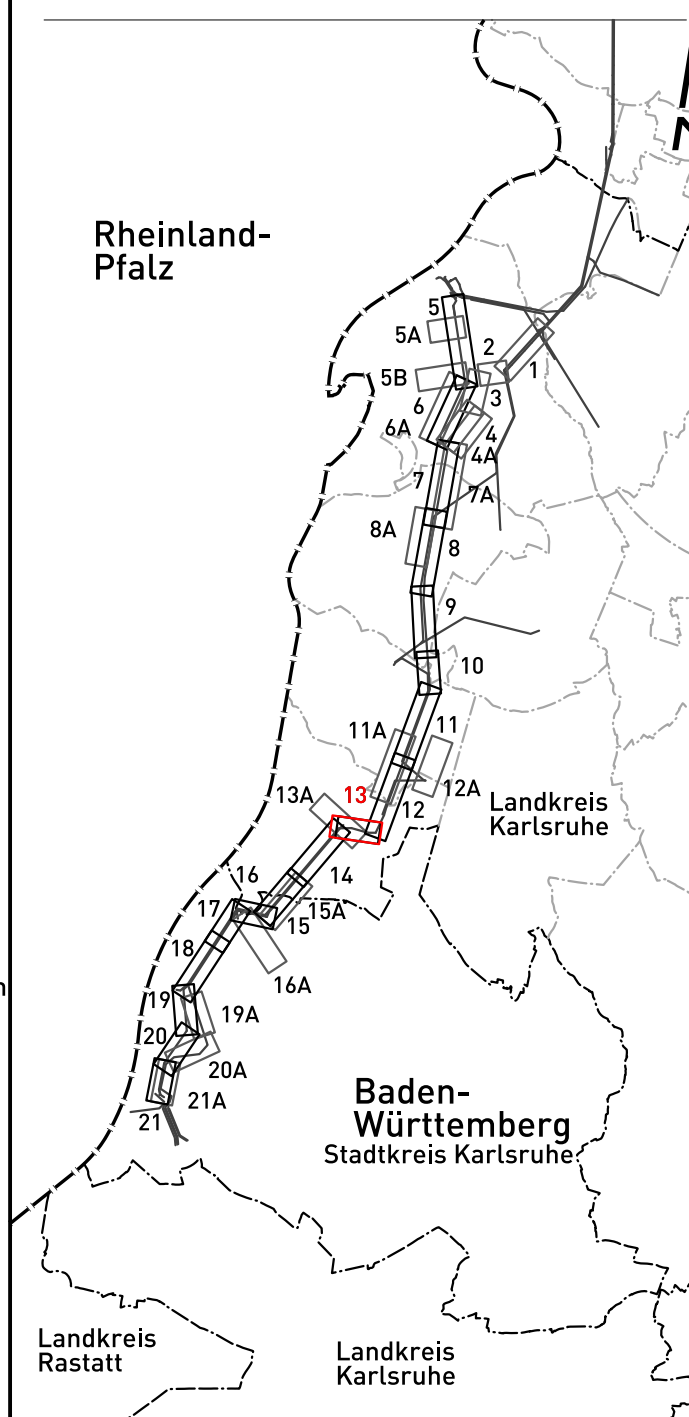 Rheinland-
Pfalz
5
5A
2
1
5B
3
6
6A
4
4A
7
7A
8A
8
9
10
11A
11
12A
13A
13
12
Landkreis
Karlsruhe
14
16
15A
17
15
18
16A
19
19A
20
20A
21A
21
n
Baden-
Württemberg
Stadtkreis Karlsruhe
Landkreis
Rastatt
Landkreis
Karlsruhe